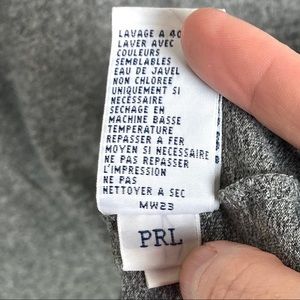 LAVAGE A 40
LAVER AVEC
COULEURS
SEMBLABLES
EAU DE JAVEL
NON CHLOREE
UNIQUEMENT SI
NECESSAIRE
SECHAGE EN
MACHINE BASSE
TEMPERATURE
REPASSER A FER
MOYEN SI NECESSAIRE
NE PAS REPASSER
L'IMPRESSION
NE PAS
NETTOYER A SEC
MW23
PRL